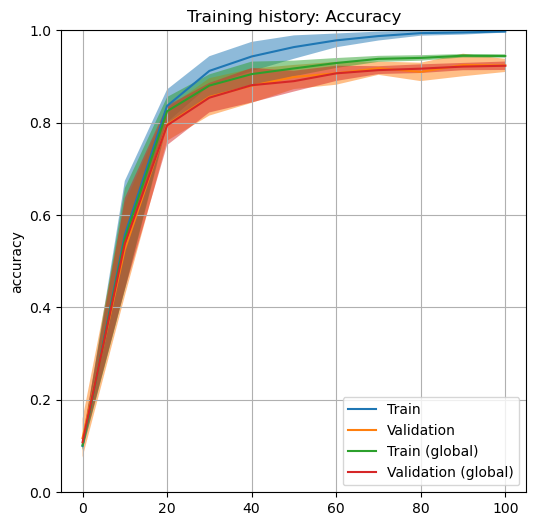 Training history: Accuracy
accuracy
1.0
0.8
0.6
0.4
0.2
0.0
0 20 40 60 80 100
Train
Validation
Train (global)
Validation (global)